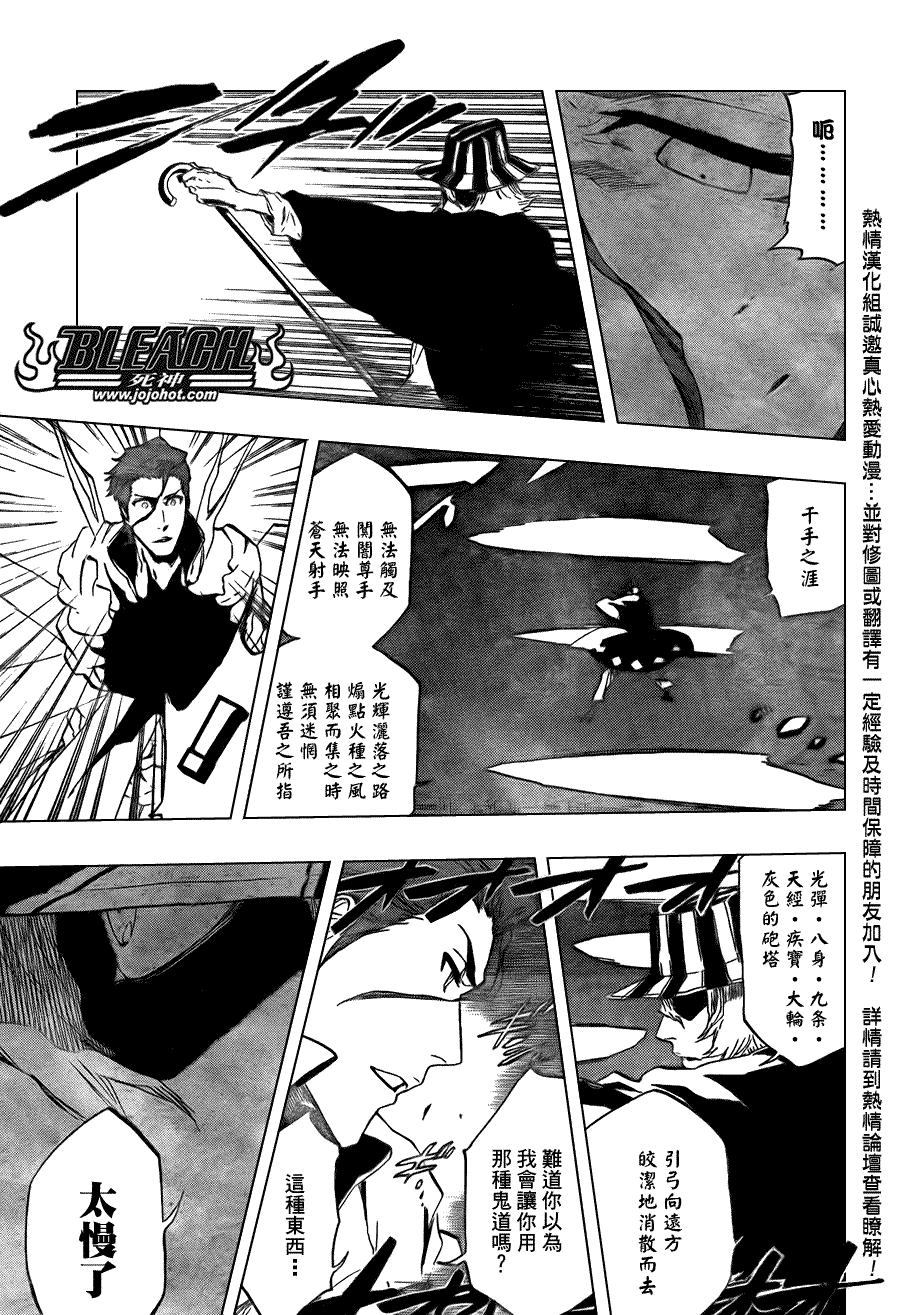 呃…………
BLEACH
死神
www.jojohot.com
千手之涯
無法觸及
闇闇尊手
無法映照
蒼天射手
光輝灑落之路
煽點火種之風
相聚而集之時
無須迷惘
謹遵吾之所指
!!
光彈・八身・九条・
天經・疾寶・大輪・
灰色的砲塔
引弓向遠方
皎潔地消散而去
難道你以為
我會讓你用
那種鬼道嗎?
這種東西…
太慢了
熱情漢化組誠邀真心熱愛動漫…並對修圖或翻譯有一定經驗及時間保障的朋友加入! 詳情請到熱情論壇查看瞭解!